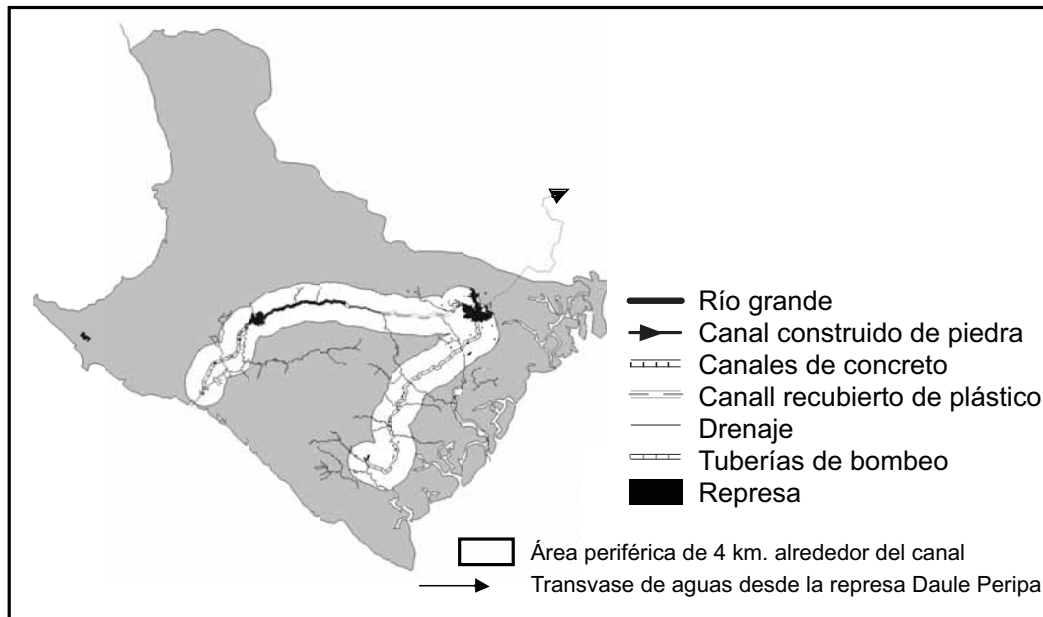 Río grande
Canal construido de piedra
Canales de concreto
Canall recubierto de plástico
Drenaje
Tuberías de bombeo
Represa
Área periférica de 4 km. alrededor del canal
Transvase de aguas desde la represa Daule Peripa